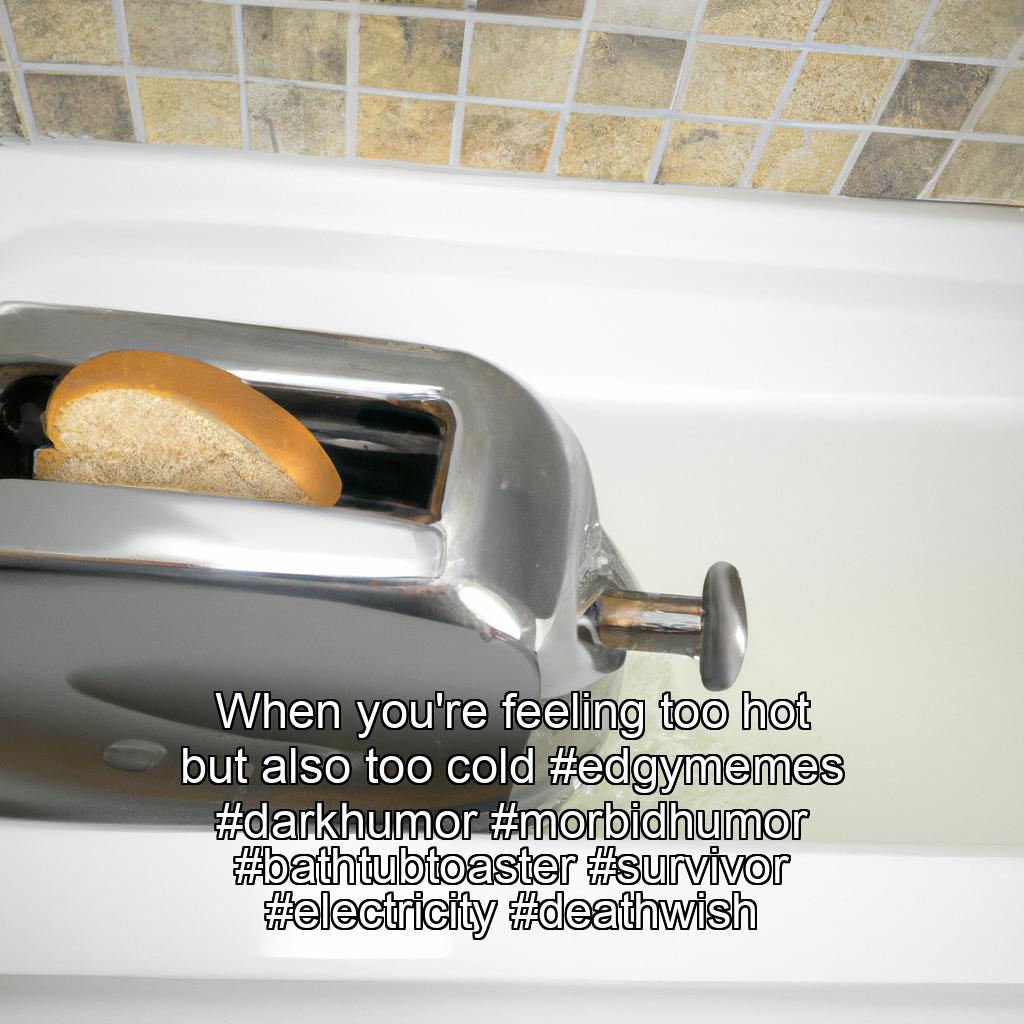 When you're feeling too hot
but also too cold #edgymemes
#darkhumor #morbidhumor
#bathtubtoaster #survivor
#electricity #deathwish